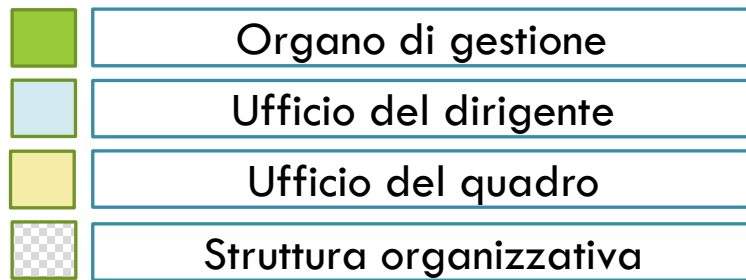 Organo di gestione
Ufficio del dirigente
Ufficio del quadro
Struttura organizzativa